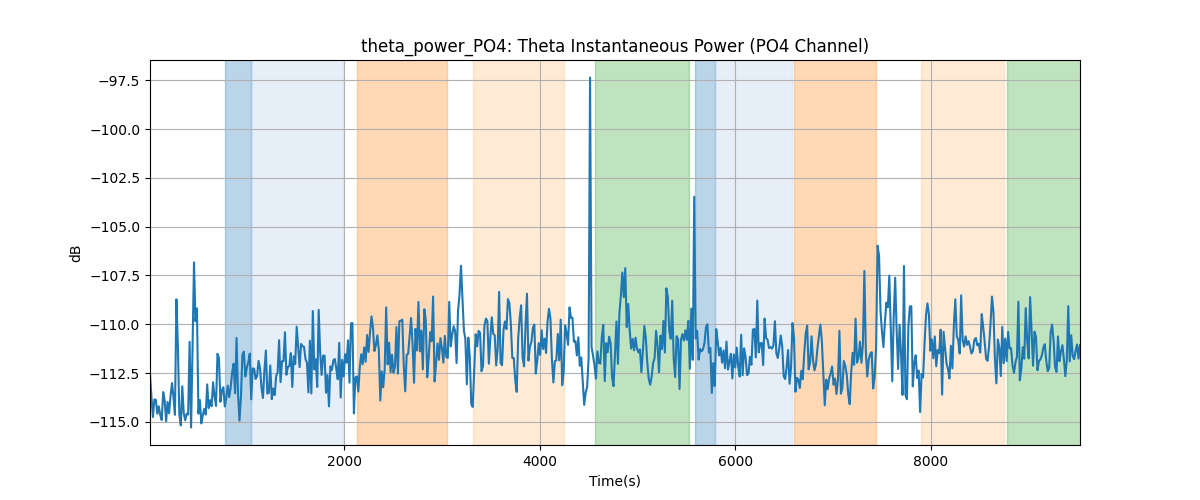 theta_power_PO4: Theta Instantaneous Power (PO4 Channel)
−97.5
−100.0
−102.5
−105.0
−107.5
−110.0
−112.5
−115.0
dB
2000 4000 6000 8000
Time(s)